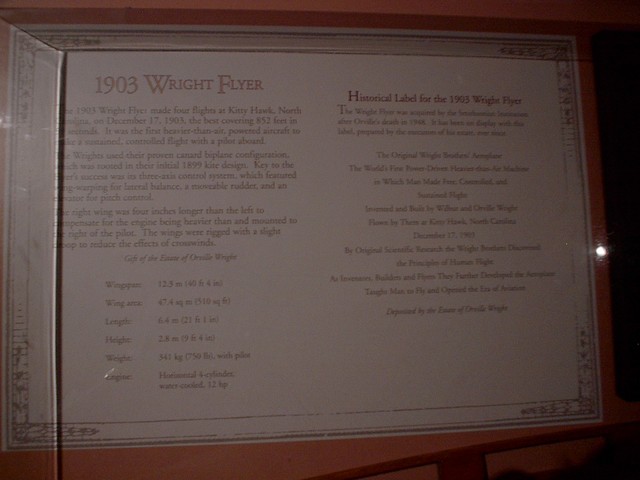 1903 WRIGHT FLYER
1903 Wright Flyer made four flights at Kitty Hawk, North
Carolina, on December 17, 1903, the best covering 852 feet in
seconds. It was the first heavier-than-air, powered aircraft to
make a sustained, controlled flight with a pilot aboard.
The Wrights used their proven canard biplane configuration,
which was rooted in their initial 1899 kite design. Key to the
Flyer's success was its three-axis control system, which featured
wing-warping for lateral balance, a moveable rudder, and an
elevator for pitch control.
The right wing was four inches longer than the left to
compensate for the engine being heavier than and mounted to
the right of the pilot. The wings were rigged with a slight
droop to reduce the effects of crosswinds.
Gift of the Estate of Orville Wright
Wingspan: 12.3 m (40 ft 4 in)
Wing area: 47.4 sq m (510 sq ft)
Length: 6.4 m (21 ft 1 in)
Height: 2.8 m (9 ft 4 in)
Weight: 341 kg (750 lb), with pilot
Engine: Horizontal 4-cylinder,
water-cooled, 12 hp
Historical Label for the 1903 Wright Flyer
The Wright Flyer was acquired by the Smithsonian Institution
after Orville's death in 1948. It has been on display with this
label, prepared by the executors of his estate, ever since.
The Original Wright Brothers' Aeroplane
The World's First Power-Driven Heavier-than-Air Machine
in Which Man Made Free, Controlled, and
Sustained Flight
Invented and Built by Wilbur and Orville Wright
Flown by Them at Kitty Hawk, North Carolina
December 17, 1903
By Original Scientific Research the Wright Brothers Discovered
the Principles of Human Flight
As Inventors, Builders and Flyers They Further Developed the Aeroplane
Taught Man to Fly and Opened the Era of Aviation
Deposited by the Estate of Orville Wright